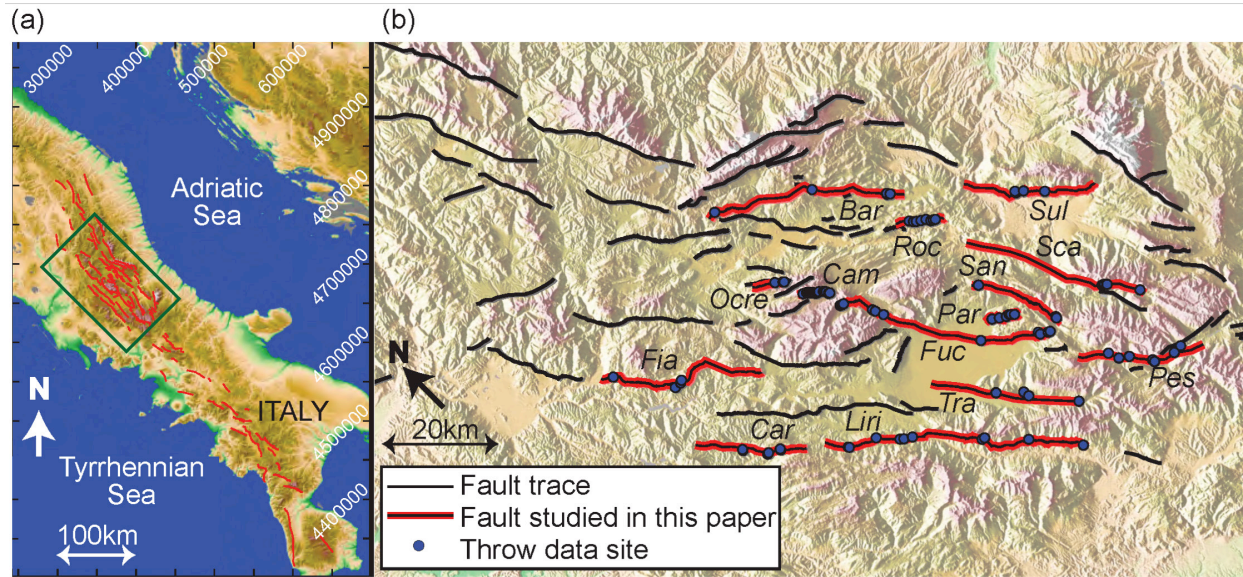 (a)
(b)
300000
400000
500000
600000
4900000
4800000
4700000
4600000
4500000
4400000
Adriatic
Sea
ITALY
N
Tyrrhennian
Sea
100km
Bar
Sul
Roc
Sca
San
Cam
Ocre
Par
Fuc
Fia
Pes
N
Tra
20km
Liri
Car
Fault trace
Fault studied in this paper
Throw data site